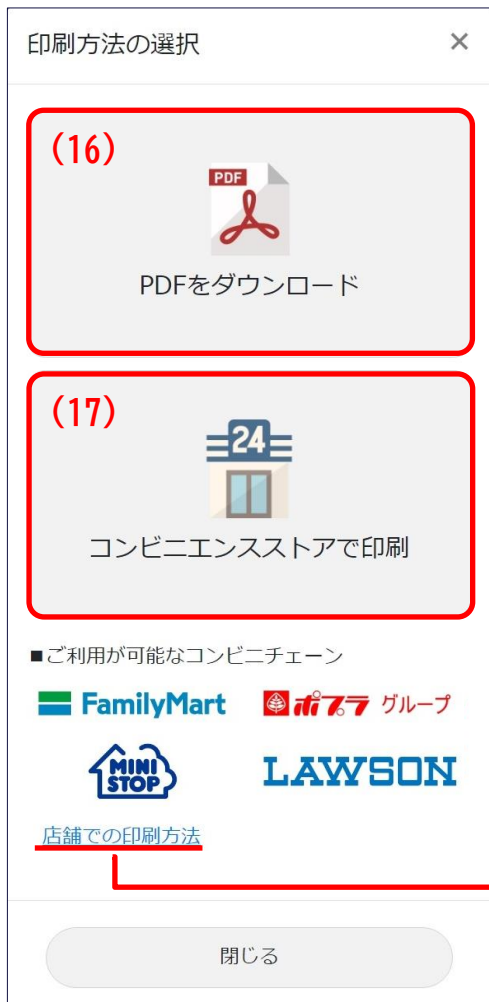 印刷方法の選択 ×
(16)
PDF
PDFをダウンロード
(17)
24
コンビニエンスストアで印刷
■ご利用が可能なコンビニチェーン
FamilyMart ポプラ グループ
MINI
STOP
LAWSON
店舗での印刷方法
閉じる